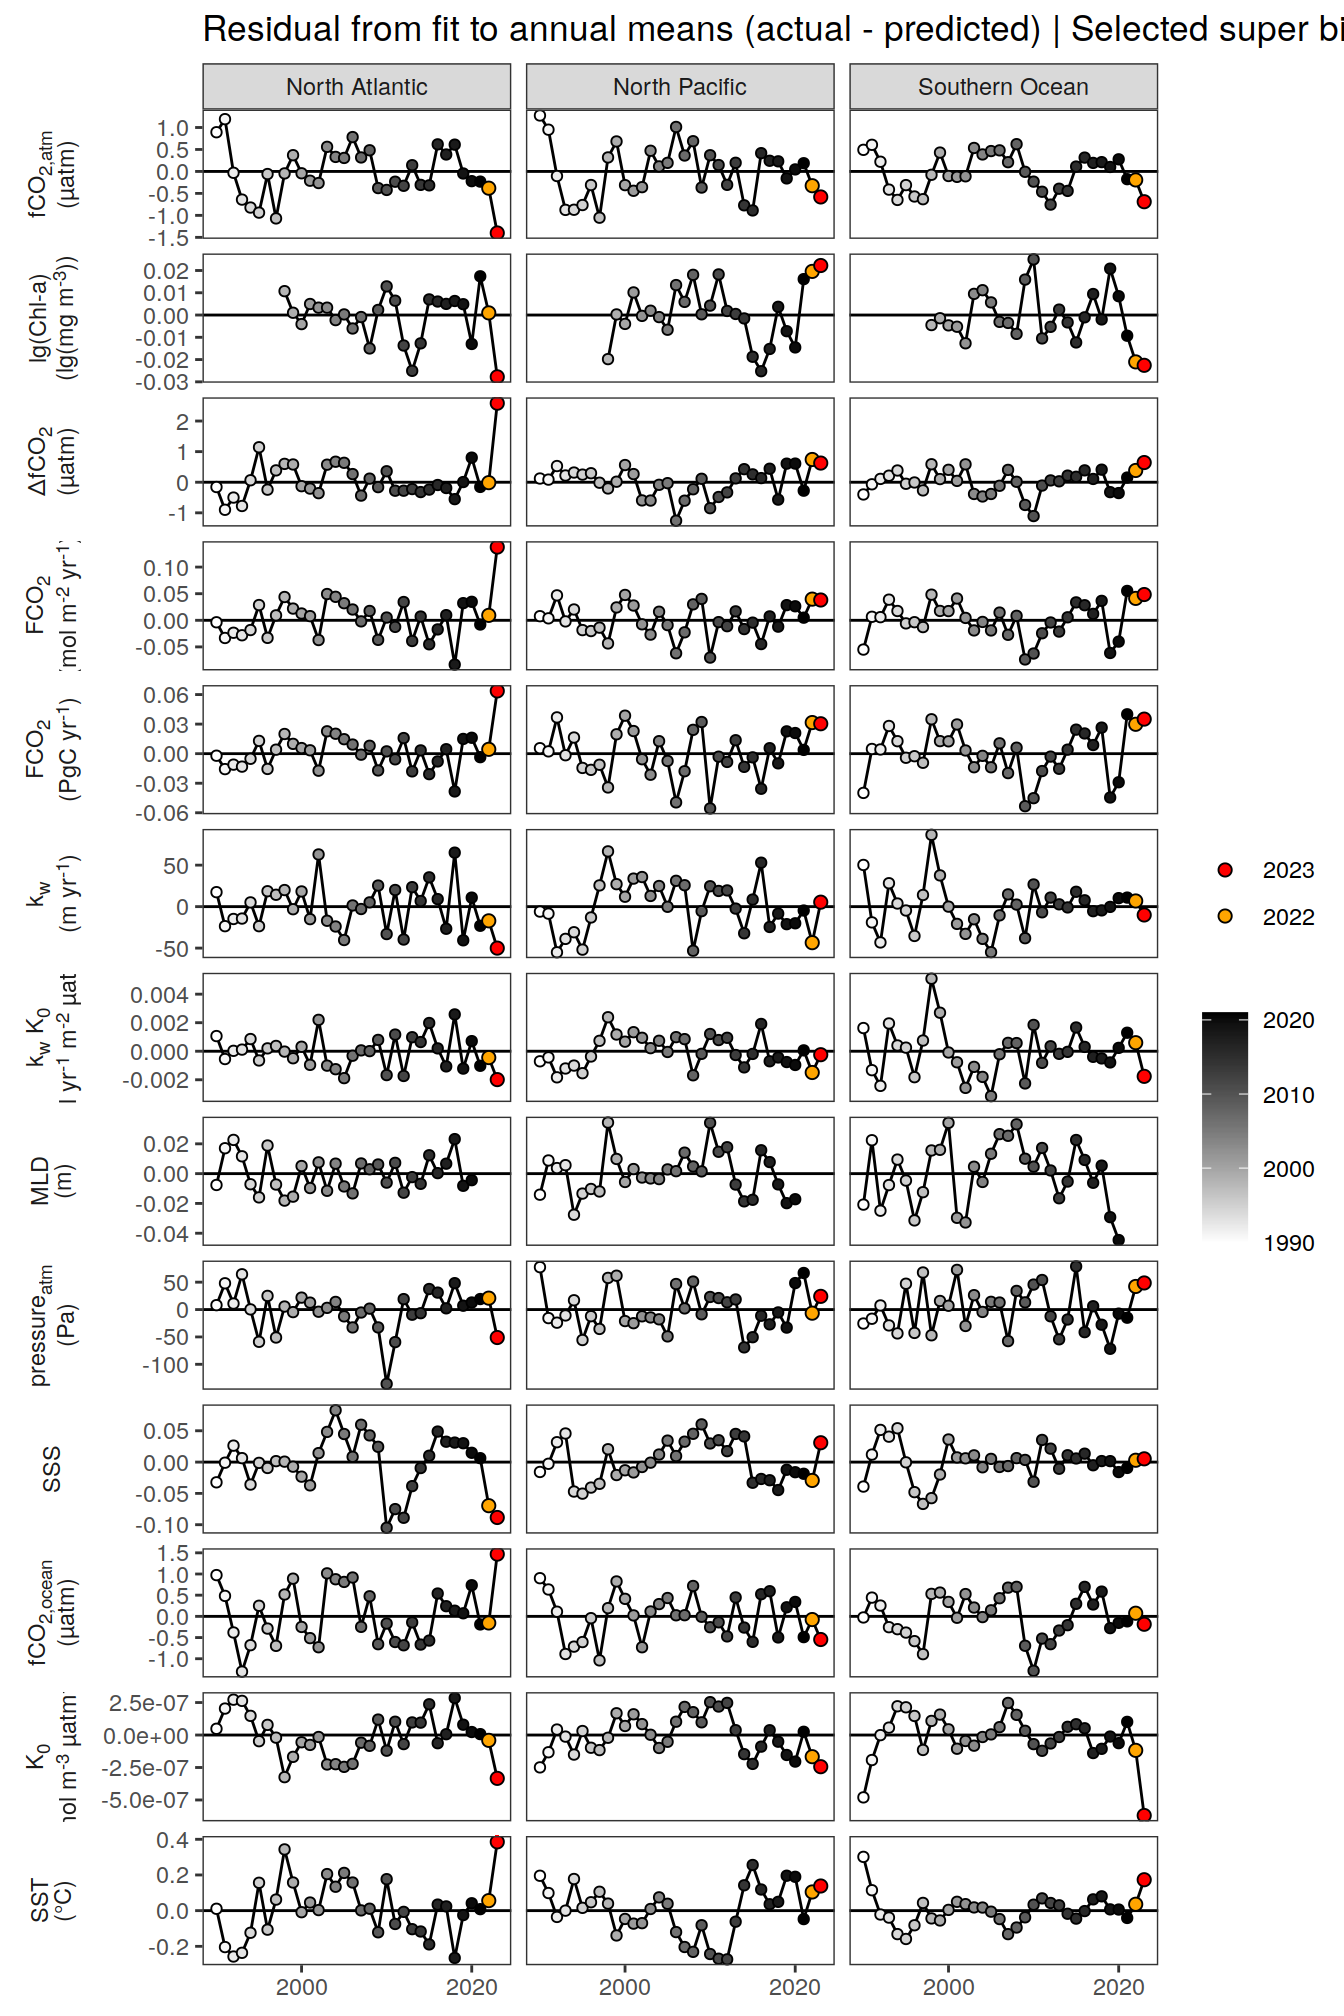 Residual from fit to annual means (actual - predicted) | Selected super bi
North Atlantic
North Pacific
Southern Ocean
fCO2,atm
(µatm)
1.0
0.5
0.0
-0.5
-1.0
-1.5
lg(Chl-a)
(lg(mg m-3))
0.02
0.01
0.00
-0.01
-0.02
-0.03
ΔfCO2
(µatm)
2
1
0
-1
FCO2
(mol m-2 yr-1)
0.10
0.05
0.00
-0.05
FCO2
(PgC yr-1)
0.06
0.03
0.00
-0.03
-0.06
kw
(m yr-1)
50
0
-50
kw K0
l yr-1 m-2 µat
0.004
0.002
0.000
-0.002
MLD
(m)
0.02
0.00
-0.02
-0.04
pressureatm
(Pa)
50
0
-50
-100
SSS
0.05
0.00
-0.05
-0.10
fCO2,ocean
(µatm)
1.5
1.0
0.5
0.0
-0.5
-1.0
K0
nol m-3 µatm
2.5e-07
0.0e+00
-2.5e-07
-5.0e-07
SST
(°C)
0.4
0.2
0.0
-0.2
2000
2020
2000
2020
2000
2020
2023
2022
2020
2010
2000
1990